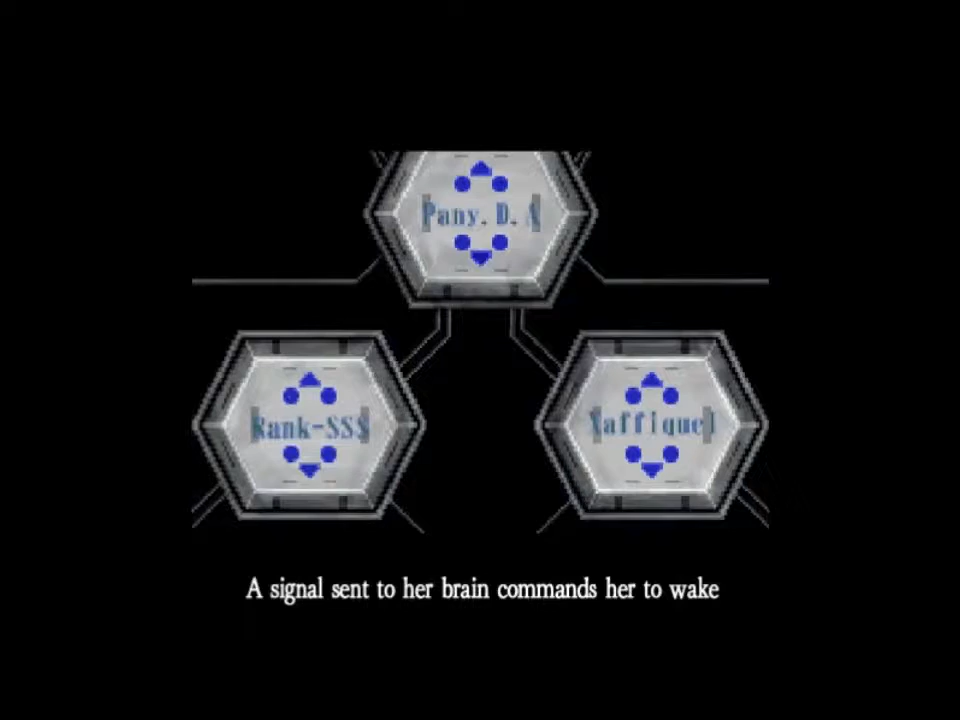 Pany.D.A
Rank-SSS
A signal sent to her brain commands her to wake